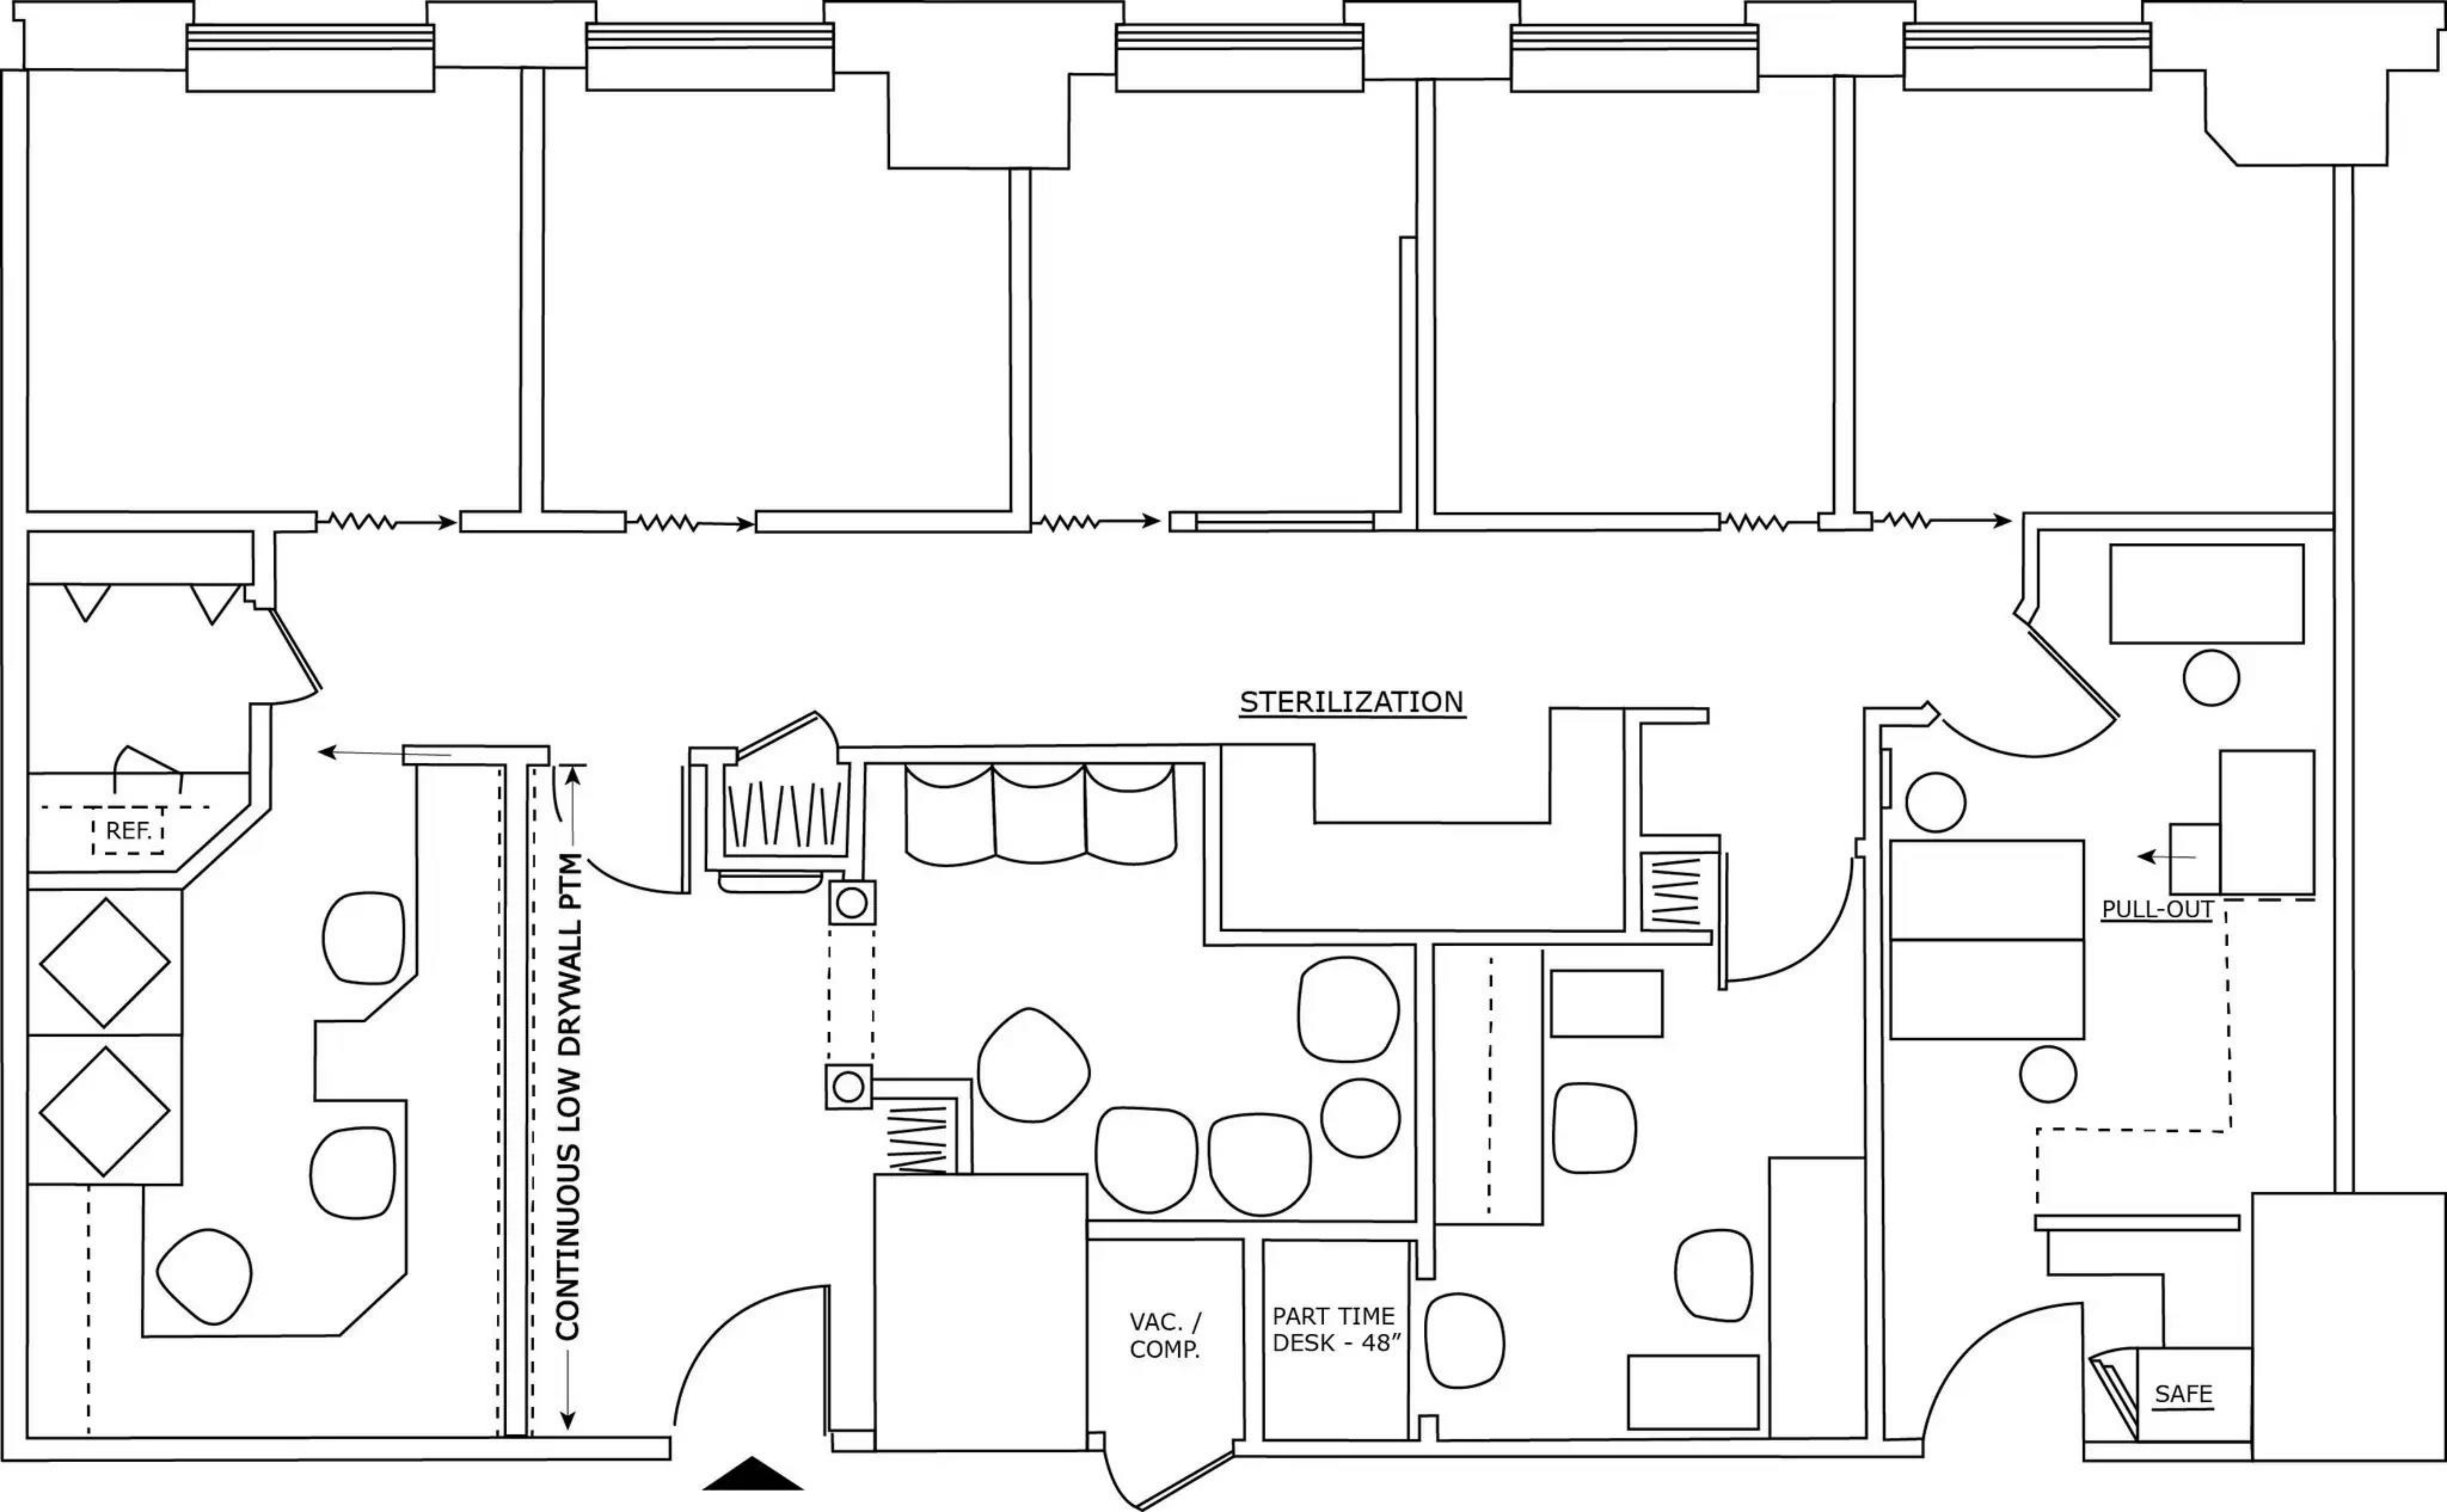 STERILIZATION
REF.
CONTINUOUS LOW DRYWALL PTM
PULL-OUT
VAC. /
COMP.
PART TIME
DESK - 48”
SAFE